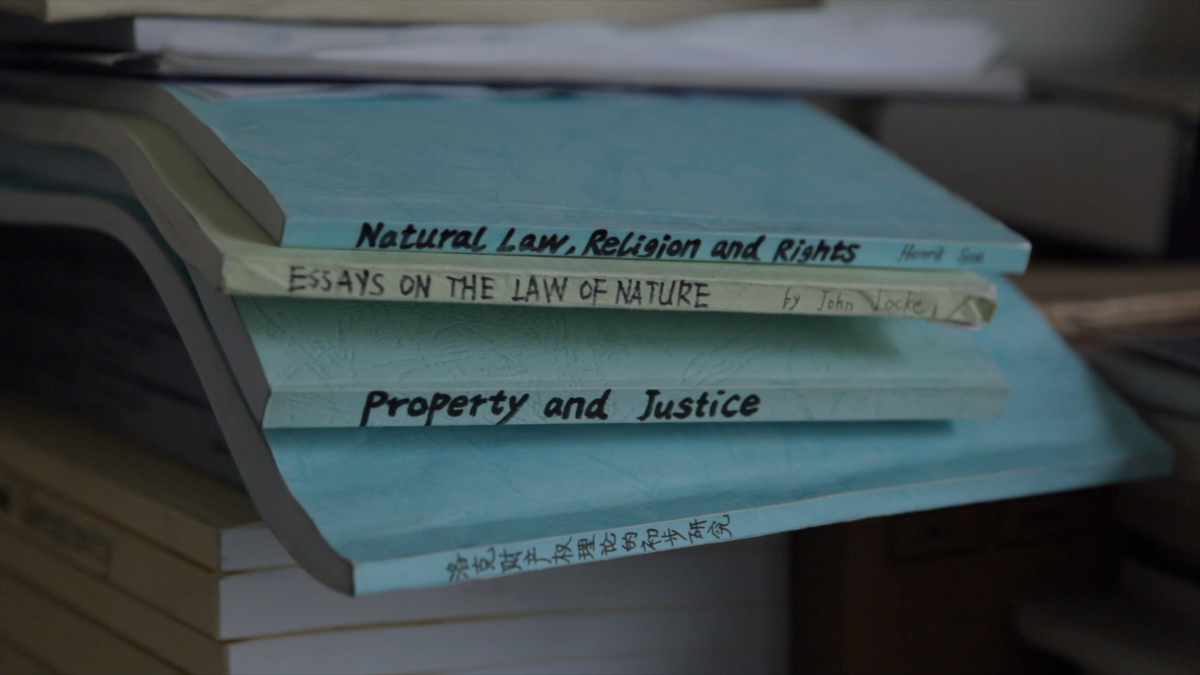 Natural Law, Religion and Rights Henrik
ESSAYS ON THE LAW OF NATURE by John Locke
Property and Justice
洛克财产权理论的初步研究